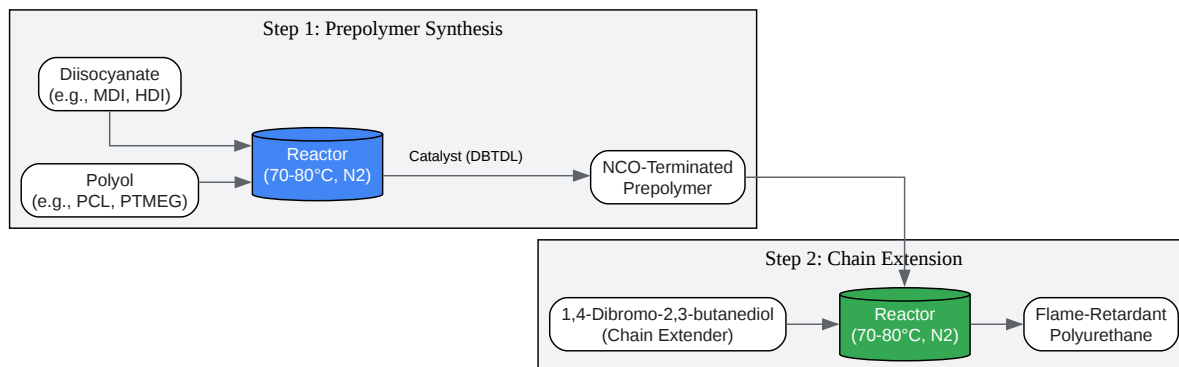 Step 1: Prepolymer Synthesis
Diisocyanate
(e.g., MDI, HDI)
Polyol
(e.g., PCL, PTMEG)
Reactor
(70-80°C, N2)
Catalyst (DBTDL)
NCO-Terminated
Prepolymer
Step 2: Chain Extension
1,4-Dibromo-2,3-butanediol
(Chain Extender)
Reactor
(70-80°C, N2)
Flame-Retardant
Polyurethane